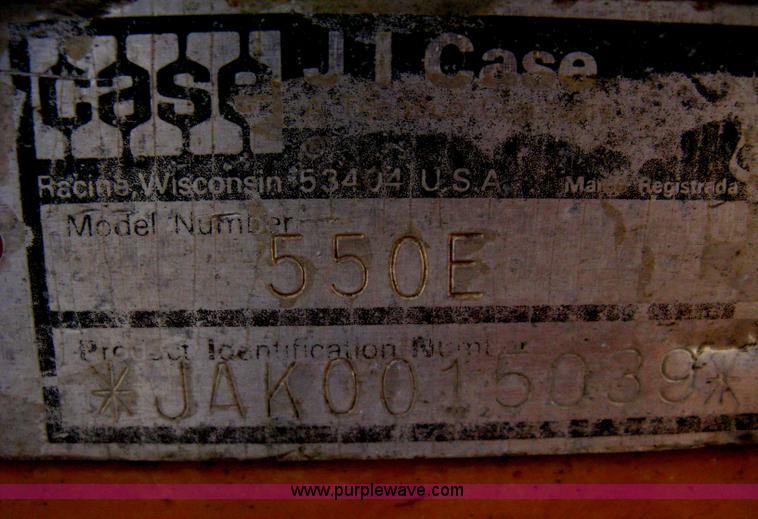 case
J I Case
Racine, Wisconsin 53404 U.S.A.
Marca Registrada
Model Number
550E
Product Identification Number
*JAK0015039*
www.purplewave.com